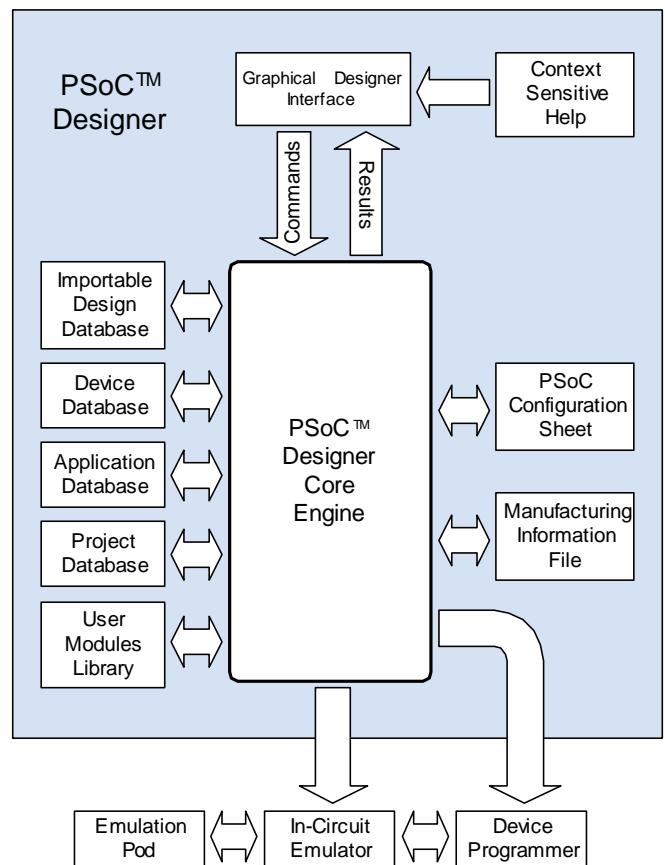 PSoC™
Designer
Graphical Designer
Interface
Context
Sensitive
Help
Commands
Results
Importable
Design
Database
Device
Database
Application
Database
Project
Database
User
Modules
Library
PSoC™
Designer
Core
Engine
PSoC
Configuration
Sheet
Manufacturing
Information
File
Emulation
Pod
In-Circuit
Emulator
Device
Programmer